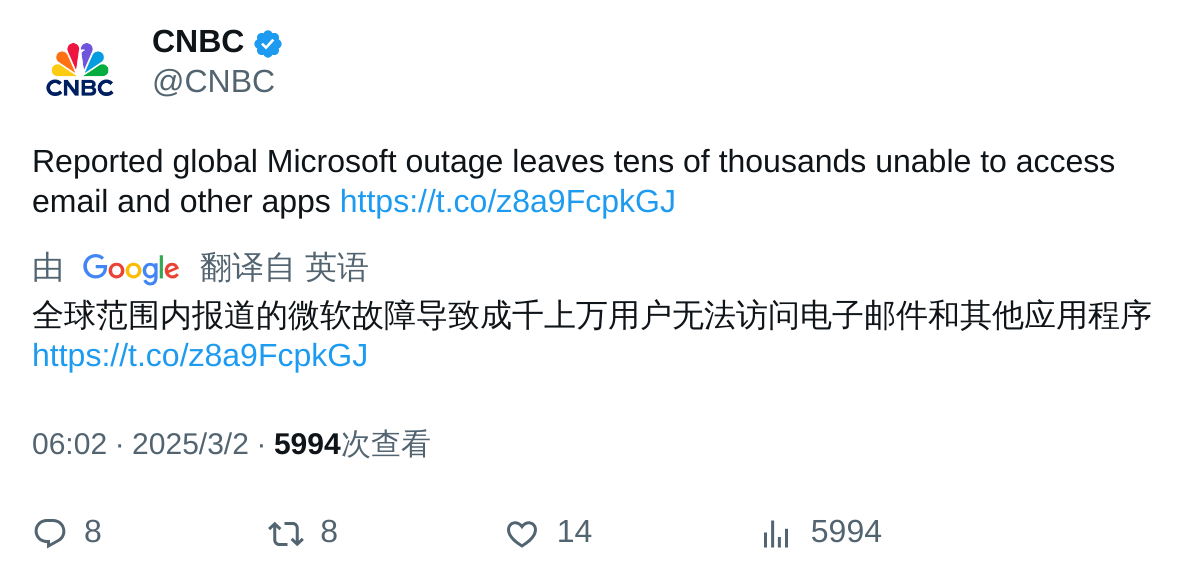 CNBC
CNBC
@CNBC
Reported global Microsoft outage leaves tens of thousands unable to access
email and other apps https://t.co/z8a9FcpkGJ
由 Google 翻译自 英语
全球范围内报道的微软故障导致成千上万用户无法访问电子邮件和其他应用程序
https://t.co/z8a9FcpkGJ
06:02 · 2025/3/2 · 5994次查看
8 8 14 5994